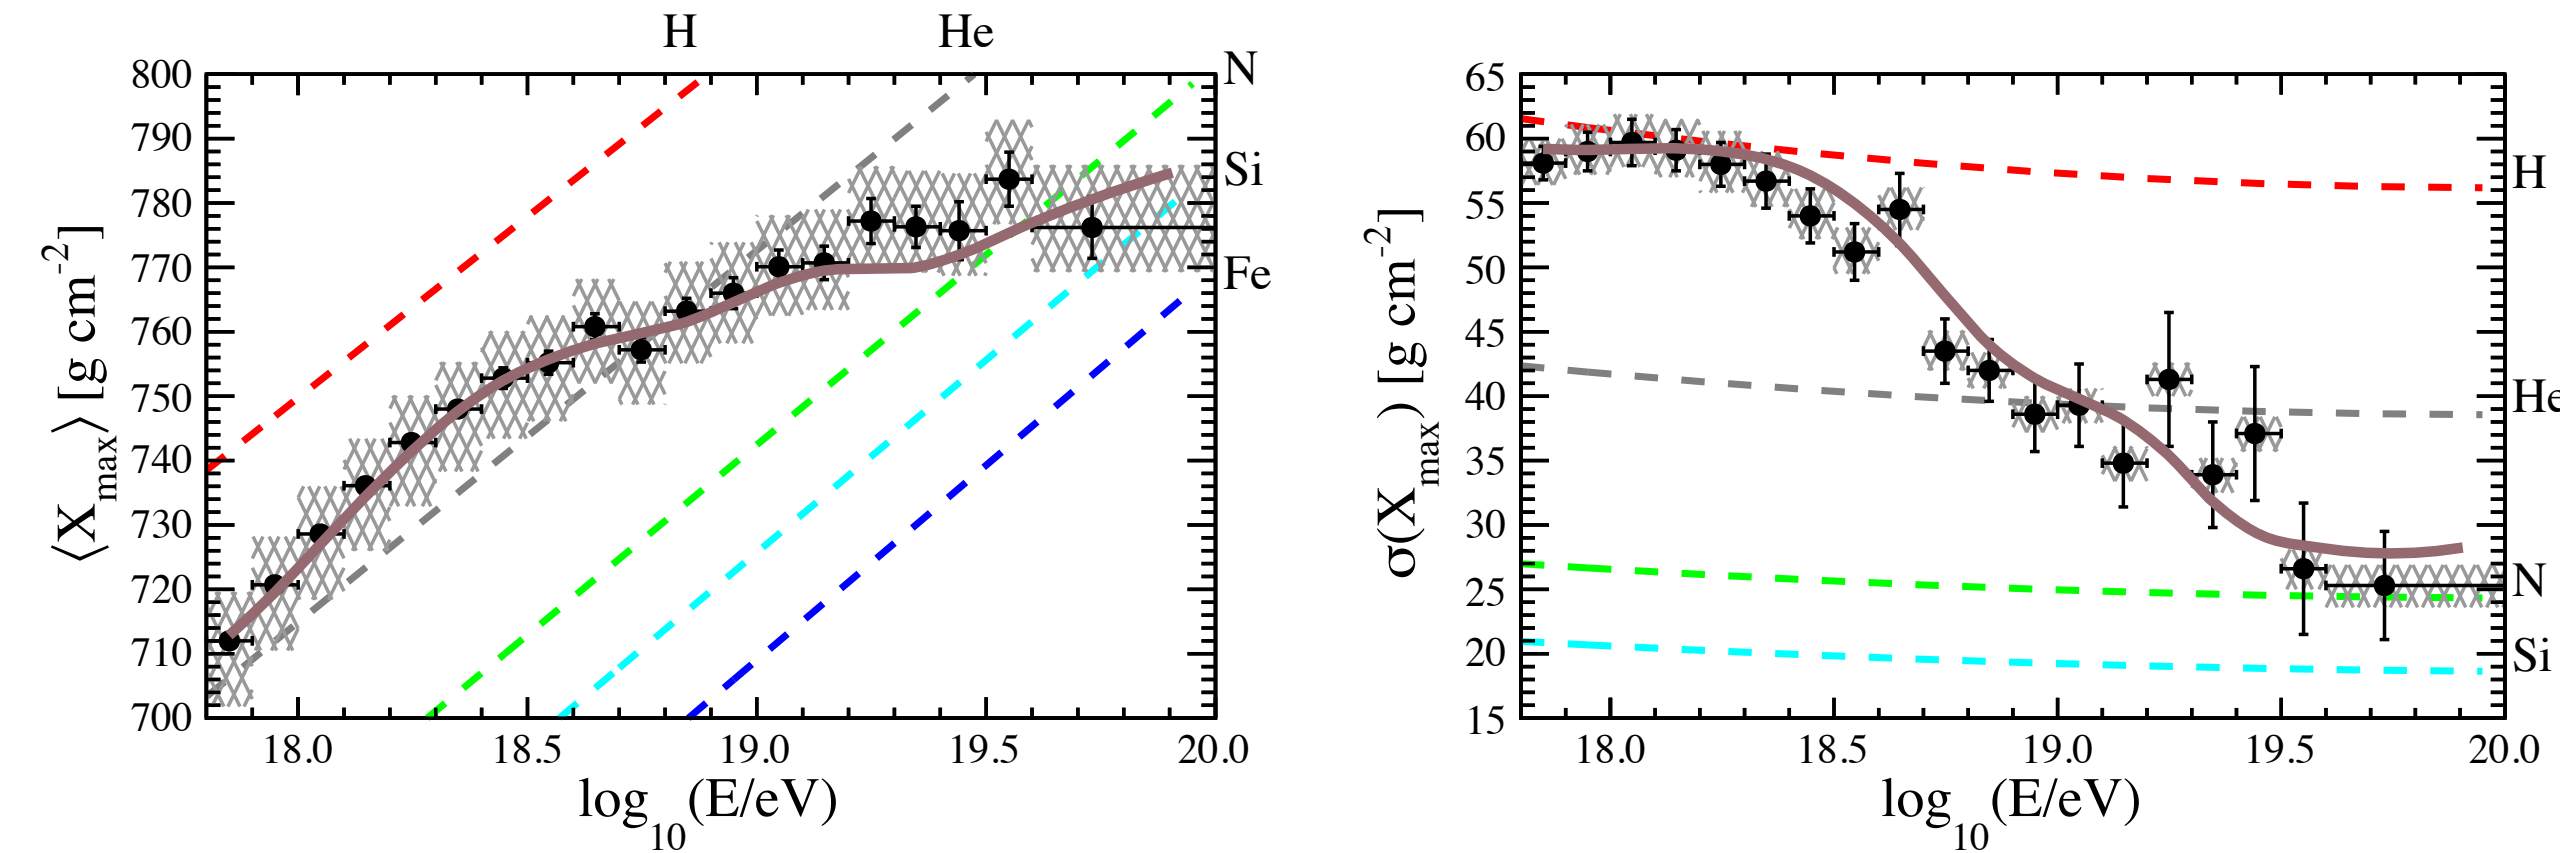 H He
N
Si
Fe
800
790
780
770
760
750
740
730
720
710
700
⟨X_max⟩ [g cm^-2]
18.0 18.5 19.0 19.5 20.0
log_10(E/eV)
65
60
55
50
45
40
35
30
25
20
15
σ(X_max) [g cm^-2]
H
He
N
Si
18.0 18.5 19.0 19.5 20.0
log_10(E/eV)